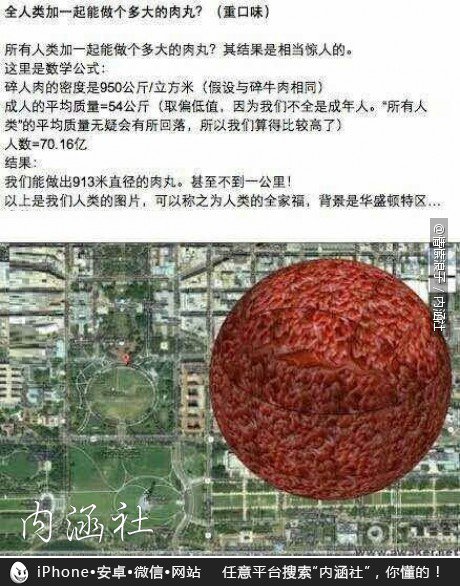 全人类加一起能做个多大的肉丸？（重口味）
所有人类加一起能做个多大的肉丸？其结果是相当惊人的。
这里是数学公式：
碎人肉的密度是950公斤/立方米（假设与碎牛肉相同）
成人的平均质量=54公斤（取偏低值，因为我们不全是成年人。“所有人
类”的平均质量无疑会有所回落，所以我们算得比较高了）
人数=70.16亿
结果：
我们能做出913米直径的肉丸。甚至不到一公里！
以上是我们人类的图片，可以称之为人类的全家福，背景是华盛顿特区...
内涵社
iPhone•安卓•微信•网站 任意平台搜索“内涵社”，你懂的！